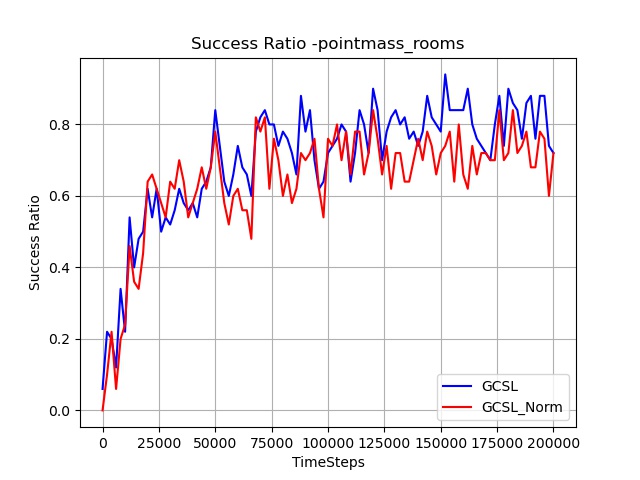 Success Ratio -pointmass_rooms
Success Ratio
0.8
0.6
0.4
0.2
0.0
GCSL
GCSL_Norm
0 25000 50000 75000 100000 125000 150000 175000 200000
TimeSteps